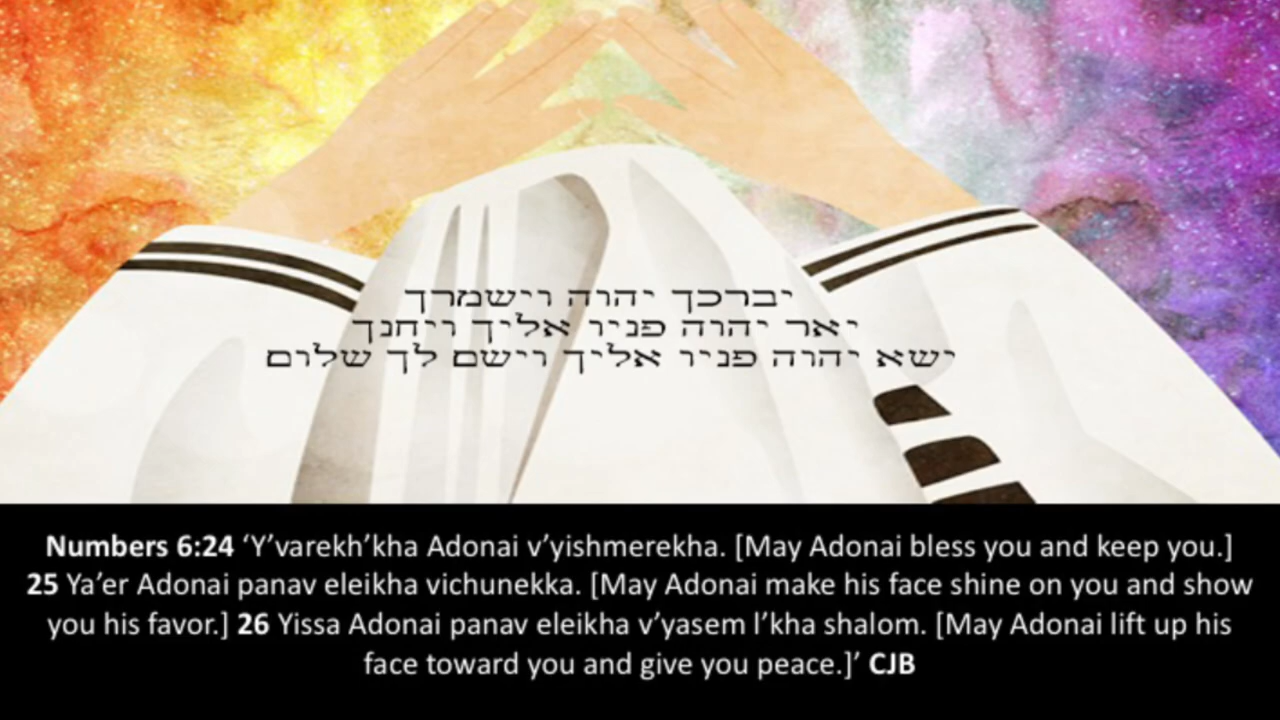 יברכך יהוה וישמרך
יאר יהוה פניו אליך ויחנך
ישא יהוה פניו אליך וישם לך שלום
Numbers 6:24 ‘Y’varekh’kha Adonai v’yishmerekha. [May Adonai bless you and keep you.]
25 Ya’er Adonai panav eleikha vichunekka. [May Adonai make his face shine on you and show
you his favor.] 26 Yissa Adonai panav eleikha v’yasem l’kha shalom. [May Adonai lift up his
face toward you and give you peace.]’ CJB